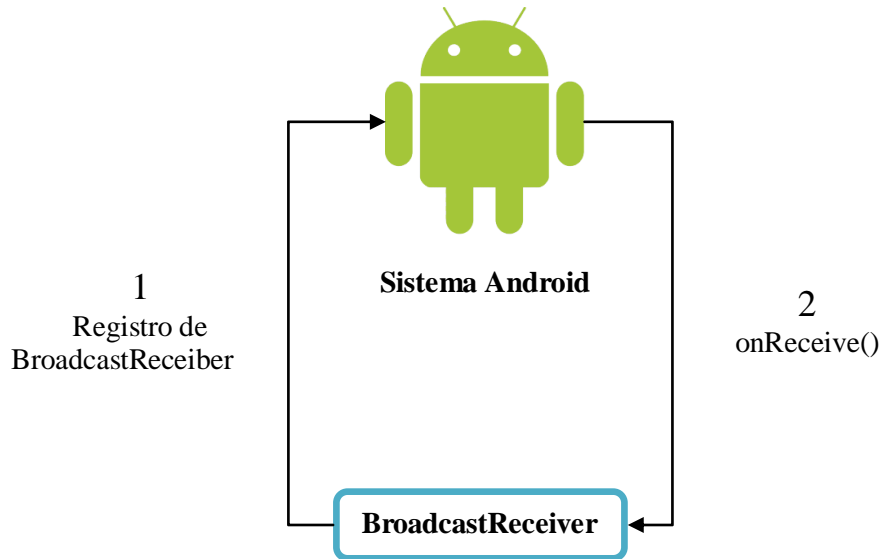 Sistema Android
1
Registro de
BroadcastReceiber
2
onReceive()
BroadcastReceiver